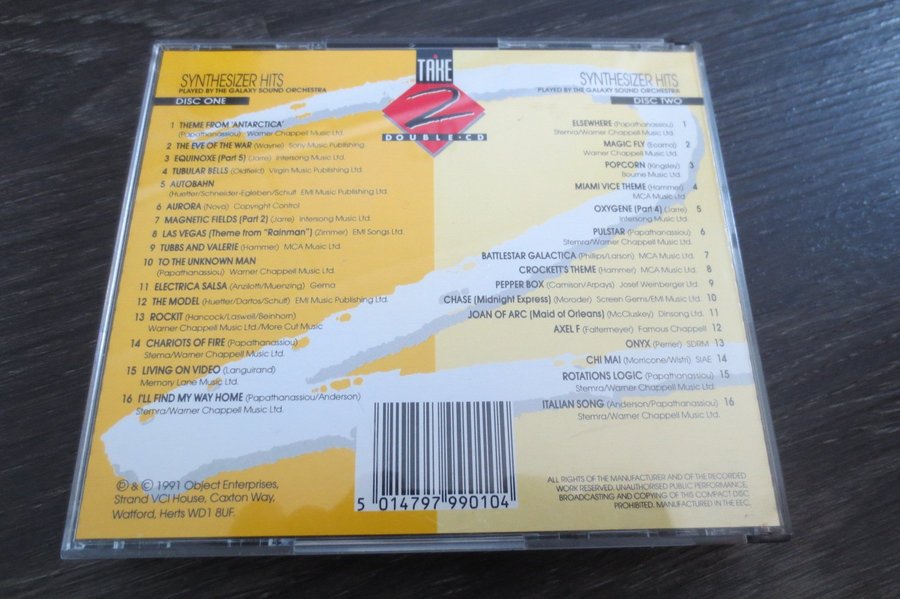 TAKE
2
DOUBLE·CD
SYNTHESIZER HITS
PLAYED BY THE GALAXY SOUND ORCHESTRA
DISC ONE
1 THEME FROM 'ANTARCTICA'
(Papathanassiou) Warner Chappell Music Ltd.
2 THE EVE OF THE WAR (Wayne) Sony Music Publishing
3 EQUINOXE (Part 5) (Jarre) Intersong Music Ltd.
4 TUBULAR BELLS (Oldfield) Virgin Music Publishing Ltd.
5 AUTOBAHN
(Huetter/Schneider-Egleben/Schult EMI Music Publishing Ltd.
6 AURORA (Nova) Copyright Control
7 MAGNETIC FIELDS (Part 2) (Jarre) Intersong Music Ltd.
8 LAS VEGAS (Theme from "Rainman") (Zimmer) EMI Songs Ltd.
9 TUBBS AND VALERIE (Hammer) MCA Music Ltd.
10 TO THE UNKNOWN MAN
(Papathanassiou) Warner Chappell Music Ltd.
11 ELECTRICA SALSA (Anzilotti/Muenzing) Gema
12 THE MODEL (Huetter/Dartos/Schult) EMI Music Publishing Ltd.
13 ROCKIT (Hancock/Laswell/Beinhorn)
Warner Chappell Music Ltd./More Cut Music
14 CHARIOTS OF FIRE (Papathanassiou)
Stema/Warner Chappell Music Ltd.
15 LIVING ON VIDEO (Languirand)
Memory Lane Music Ltd.
16 I'LL FIND MY WAY HOME (Papathanassiou/Anderson)
Stemra/Warner Chappell Music Ltd.
℗ & © 1991 Object Enterprises,
Strand VCI House, Caxton Way,
Watford, Herts WD1 8UF.
SYNTHESIZER HITS
PLAYED BY THE GALAXY SOUND ORCHESTRA
DISC TWO
ELSEWHERE (Papathanassiou) 1
Stemra/Warner Chappell Music Ltd.
MAGIC FLY (Ecama) 2
Warner Chappell Music Ltd.
POPCORN (Kingsley) 3
Bourne Music Ltd.
MIAMI VICE THEME (Hammer) 4
MCA Music Ltd.
OXYGENE (Part 4) (Jarre) 5
Intersong Music Ltd.
PULSTAR (Papathanassiou) 6
Stemra/Warner Chappell Music Ltd.
BATTLESTAR GALACTICA (Phillips/Larson) MCA Music Ltd. 7
CROCKETT'S THEME (Hammer) MCA Music Ltd. 8
PEPPER BOX (Camison/Arpays) Josef Weinberger Ltd. 9
CHASE (Midnight Express) (Moroder) Screen Gems/EMI Music Ltd. 10
JOAN OF ARC (Maid of Orleans) (McCluskey) Dinsong Ltd. 11
AXEL F (Faltermeyer) Famous Chappell 12
ONYX (Perrier) SDRM 13
CHI MAI (Morricone/Wistri) SIAE 14
ROTATIONS LOGIC (Papathanassiou) 15
Stemra/Warner Chappell Music Ltd.
ITALIAN SONG (Anderson/Papathanassiou) 16
Stemra/Warner Chappell Music Ltd.
5 014797 990104
ALL RIGHTS OF THE MANUFACTURER AND OF THE RECORDED
WORK RESERVED. UNAUTHORISED PUBLIC PERFORMANCE,
BROADCASTING AND COPYING OF THIS COMPACT DISC
PROHIBITED. MANUFACTURED IN THE EEC.